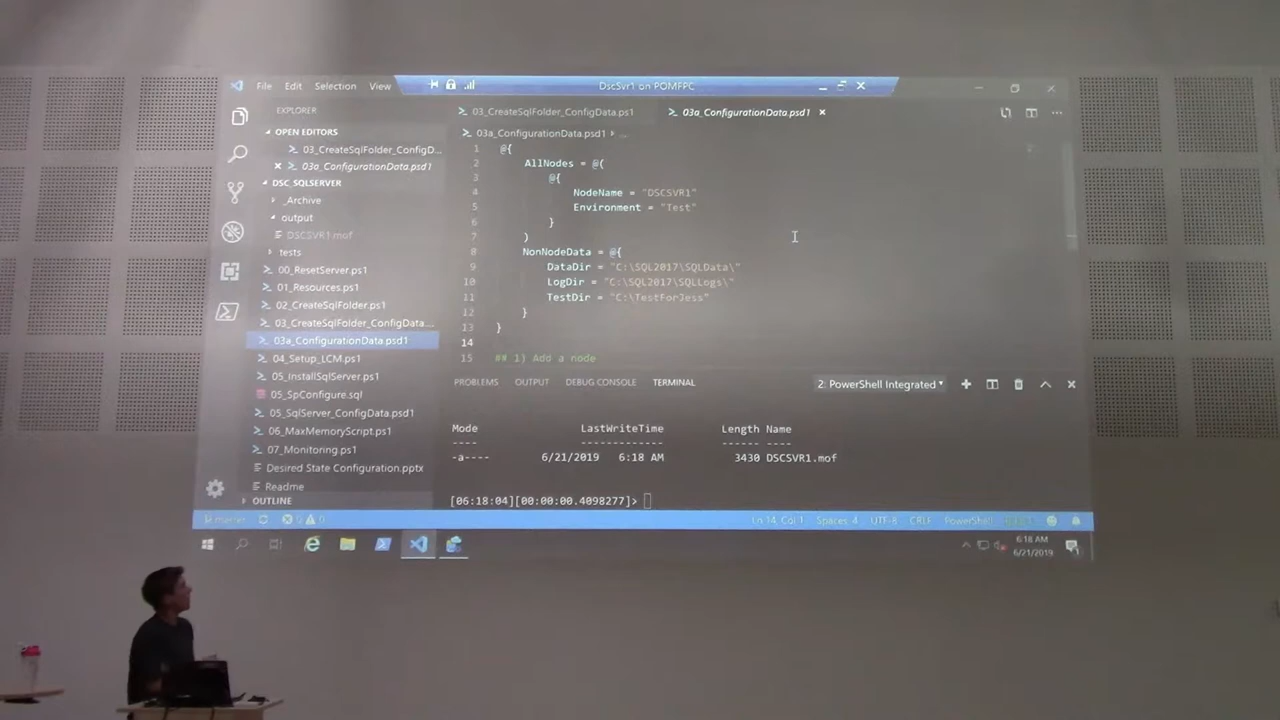 File Edit Selection View
DscSvr1 on POMFPC
EXPLORER
OPEN EDITORS
03_CreateSqlFolder_ConfigD...
03a_ConfigurationData.psd1
DSC_SQLSERVER
_Archive
output
DSCSVR1.mof
tests
00_ResetServer.ps1
01_Resources.ps1
02_CreateSqlFolder.ps1
03_CreateSqlFolder_ConfigData...
03a_ConfigurationData.psd1
04_Setup_LCM.ps1
05_InstallSqlServer.ps1
05_SpConfigure.sql
05_SqlServer_ConfigData.psd1
06_MaxMemoryScript.ps1
07_Monitoring.ps1
Desired State Configuration.pptx
Readme
OUTLINE
03_CreateSqlFolder_ConfigData.ps1
03a_ConfigurationData.psd1
03a_ConfigurationData.psd1 ...
1 @{
2 AllNodes = @(
3 @{
4 NodeName = "DSCSVR1"
5 Environment = "Test"
6 }
7 )
8 NonNodeData = @{
9 DataDir = "C:\SQL2017\SQLData\"
10 LogDir = "C:\SQL2017\SQLLogs\"
11 TestDir = "C:\TestForJess"
12 }
13 }
14
15 ## 1) Add a node
PROBLEMS OUTPUT DEBUG CONSOLE TERMINAL
2: PowerShell Integrated
Mode LastWriteTime Length Name
---- ------------- ------ ----
-a---- 6/21/2019 6:18 AM 3430 DSCSVR1.mof
[06:18:04][00:00:00.4098277]>
master 0 0
Ln 14, Col 1 Spaces: 4 UTF-8 CRLF PowerShell
6:18 AM
6/21/2019